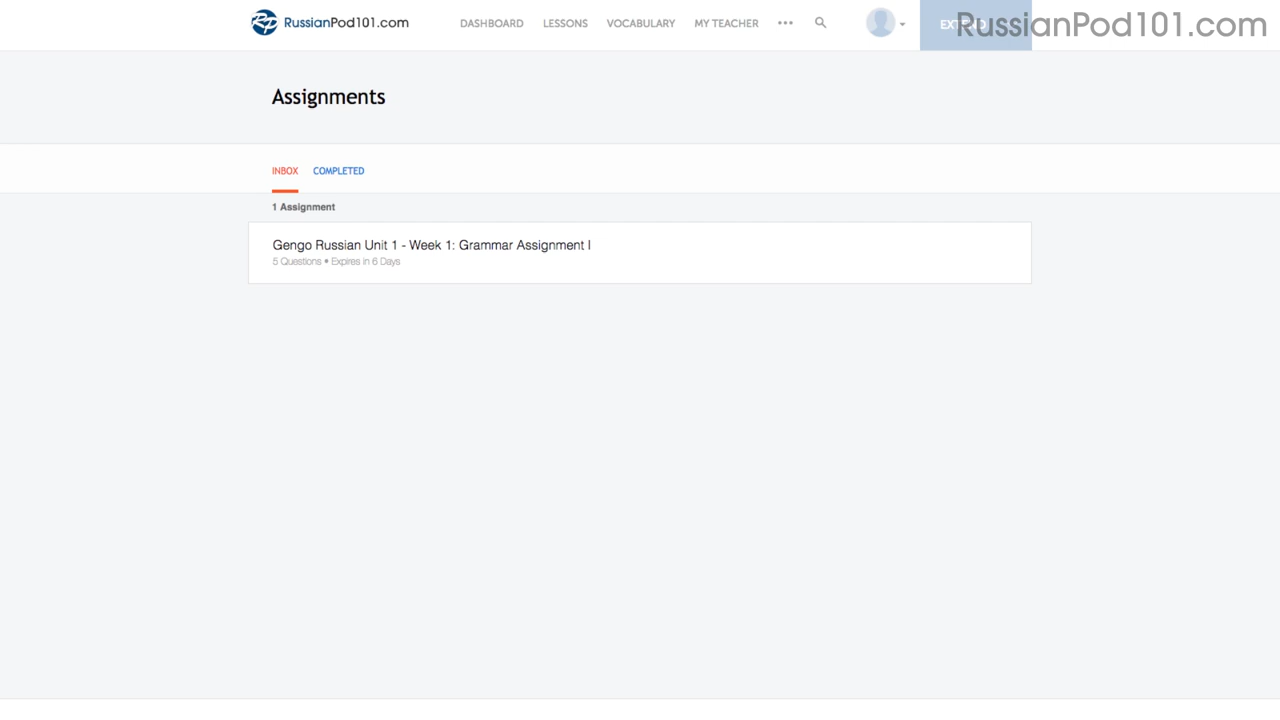 RussianPod101.com
DASHBOARD LESSONS VOCABULARY MY TEACHER
RussianPod101.com
Assignments
INBOX COMPLETED
1 Assignment
Gengo Russian Unit 1 - Week 1: Grammar Assignment I
5 Questions • Expires in 6 Days